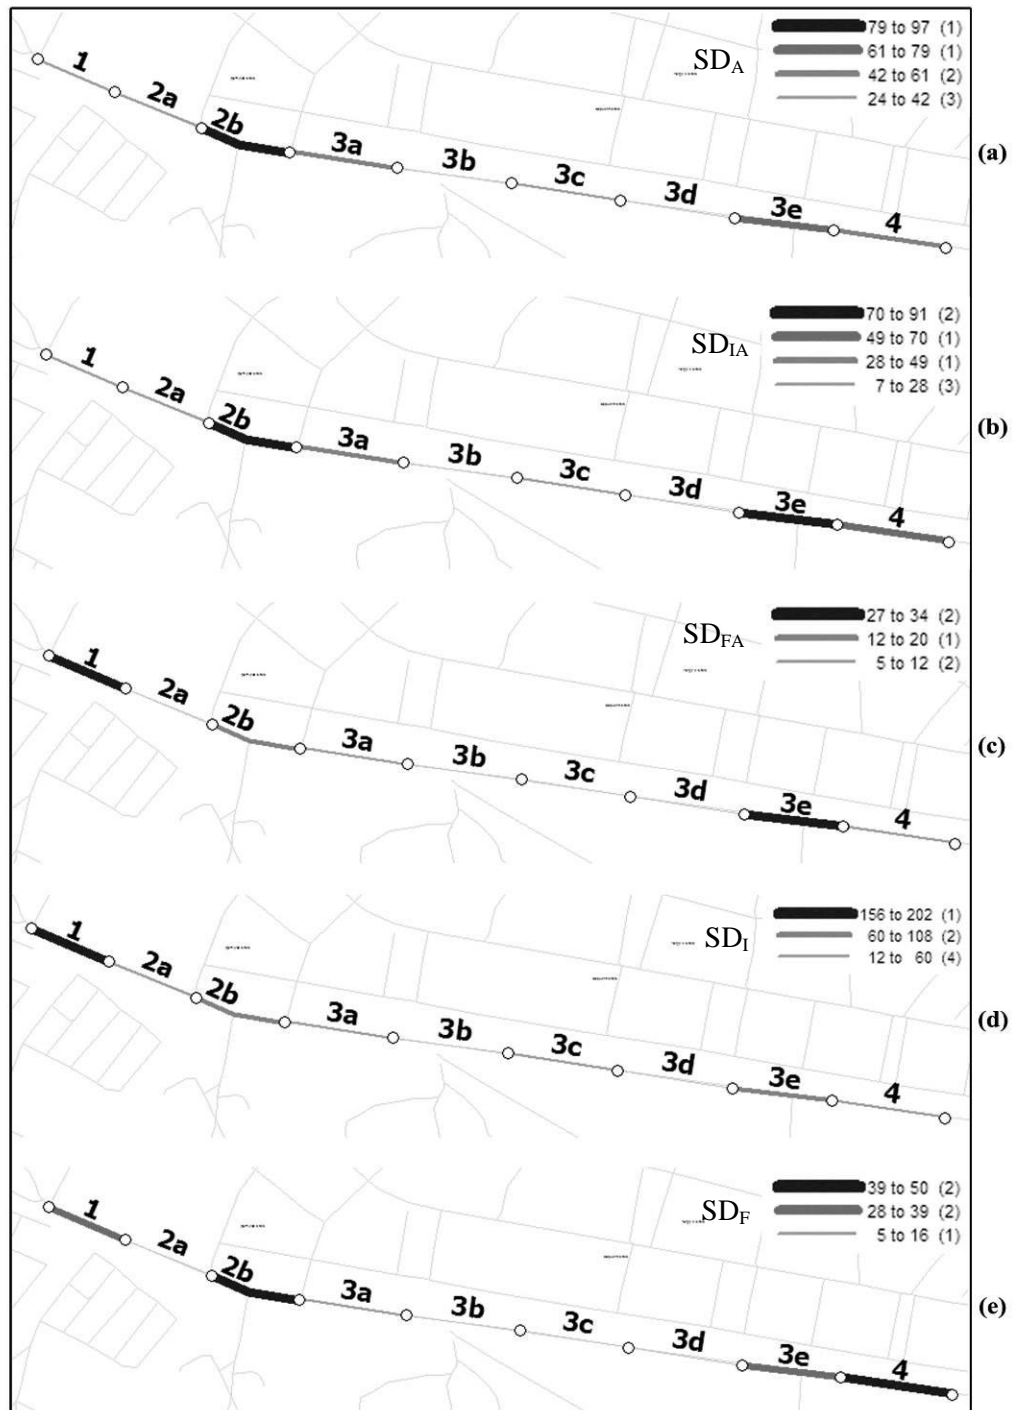 79 to 97 (1)
SDA
61 to 79 (1)
42 to 61 (2)
24 to 42 (3)
1
2a
2b
3a
3b
3c
3d
3e
4
(a)
70 to 91 (2)
SDIA
49 to 70 (1)
28 to 49 (1)
7 to 28 (3)
1
2a
2b
3a
3b
3c
3d
3e
4
(b)
27 to 34 (2)
SDFA
12 to 20 (1)
5 to 12 (2)
1
2a
2b
3a
3b
3c
3d
3e
4
(c)
156 to 202 (1)
SDI
60 to 108 (2)
12 to 60 (4)
1
2a
2b
3a
3b
3c
3d
3e
4
(d)
39 to 50 (2)
SDF
28 to 39 (2)
5 to 16 (1)
1
2a
2b
3a
3b
3c
3d
3e
4
(e)